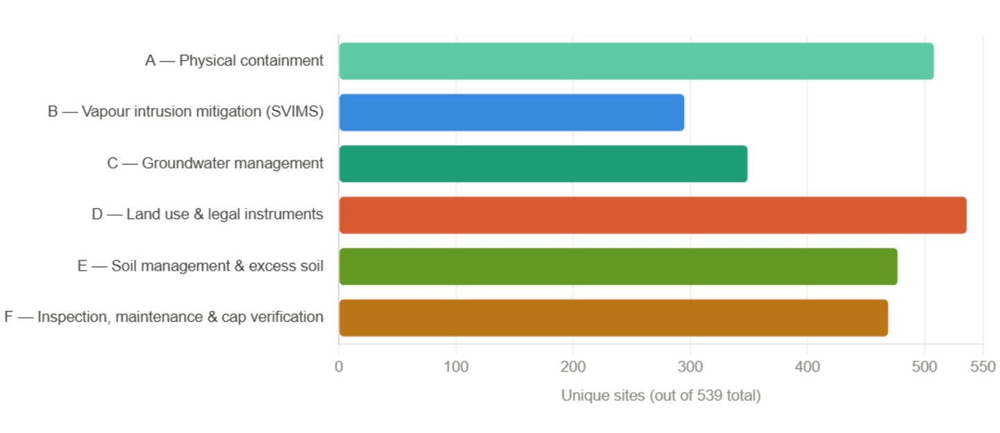 A — Physical containment
B — Vapour intrusion mitigation (SVIMS)
C — Groundwater management
D — Land use & legal instruments
E — Soil management & excess soil
F — Inspection, maintenance & cap verification
0 100 200 300 400 500 550
Unique sites (out of 539 total)